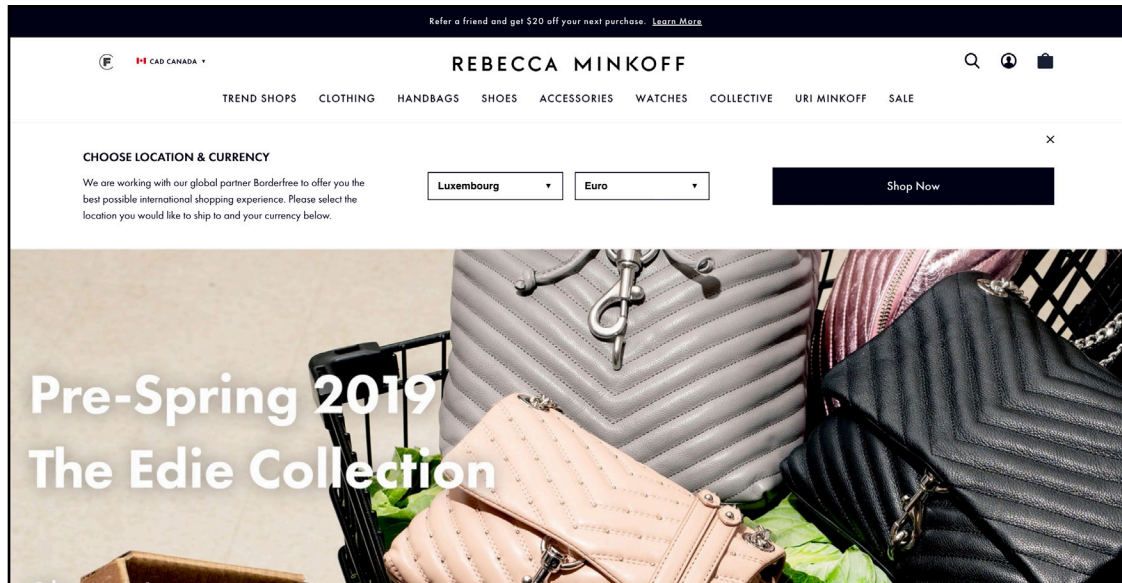 Refer a friend and get $20 off your next purchase. Learn More
F
CAD CANADA
REBECCA MINKOFF
TREND SHOPS CLOTHING HANDBAGS SHOES ACCESSORIES WATCHES COLLECTIVE URI MINKOFF SALE
CHOOSE LOCATION & CURRENCY
We are working with our global partner Borderfree to offer you the
best possible international shopping experience. Please select the
location you would like to ship to and your currency below.
Luxembourg
Euro
Shop Now
Pre-Spring 2019
The Edie Collection